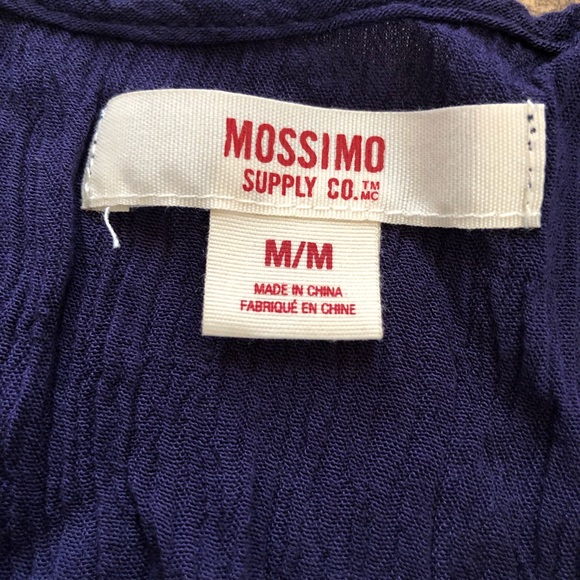 MOSSIMO
SUPPLY CO.™ MC
M/M
MADE IN CHINA
FABRIQUÉ EN CHINE